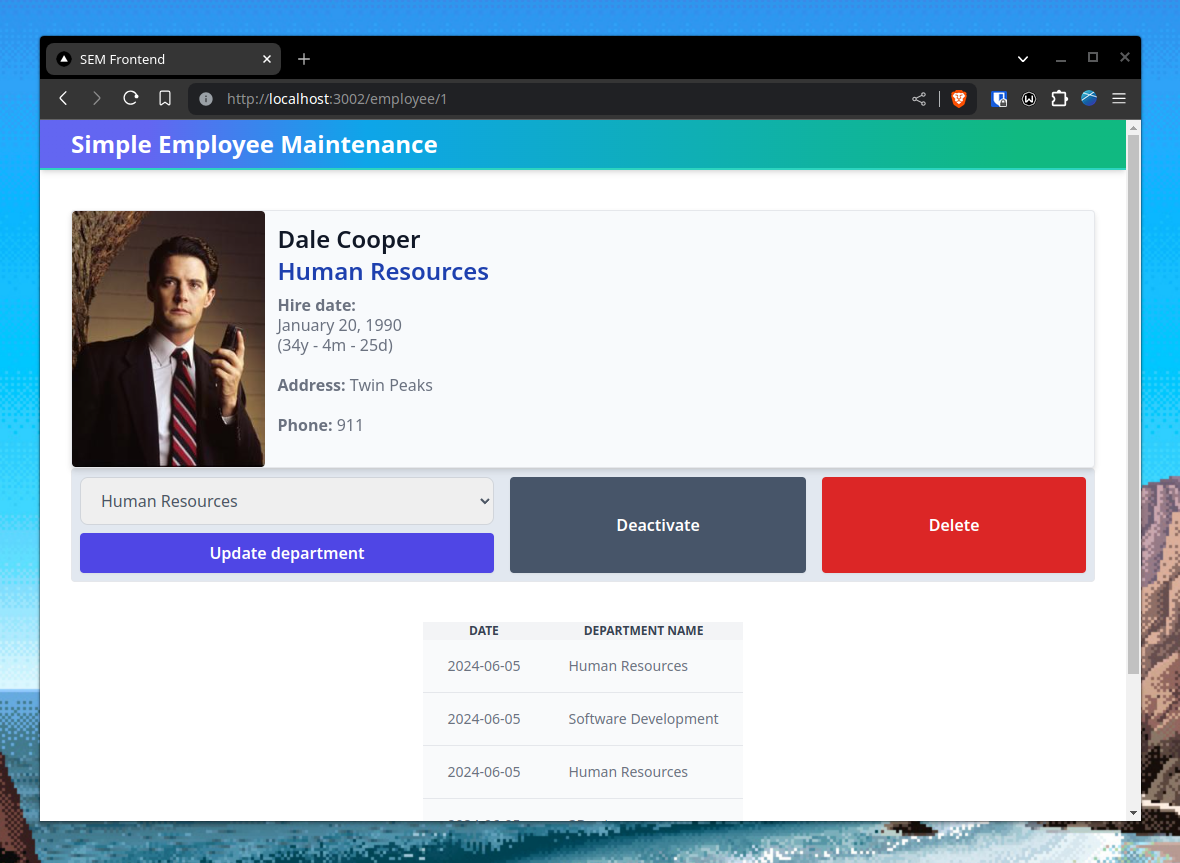 SEM Frontend
http://localhost:3002/employee/1
Simple Employee Maintenance
Dale Cooper
Human Resources
Hire date:
January 20, 1990
(34y - 4m - 25d)
Address: Twin Peaks
Phone: 911
Human Resources
Update department
Deactivate
Delete
DATE DEPARTMENT NAME
2024-06-05 Human Resources
2024-06-05 Software Development
2024-06-05 Human Resources